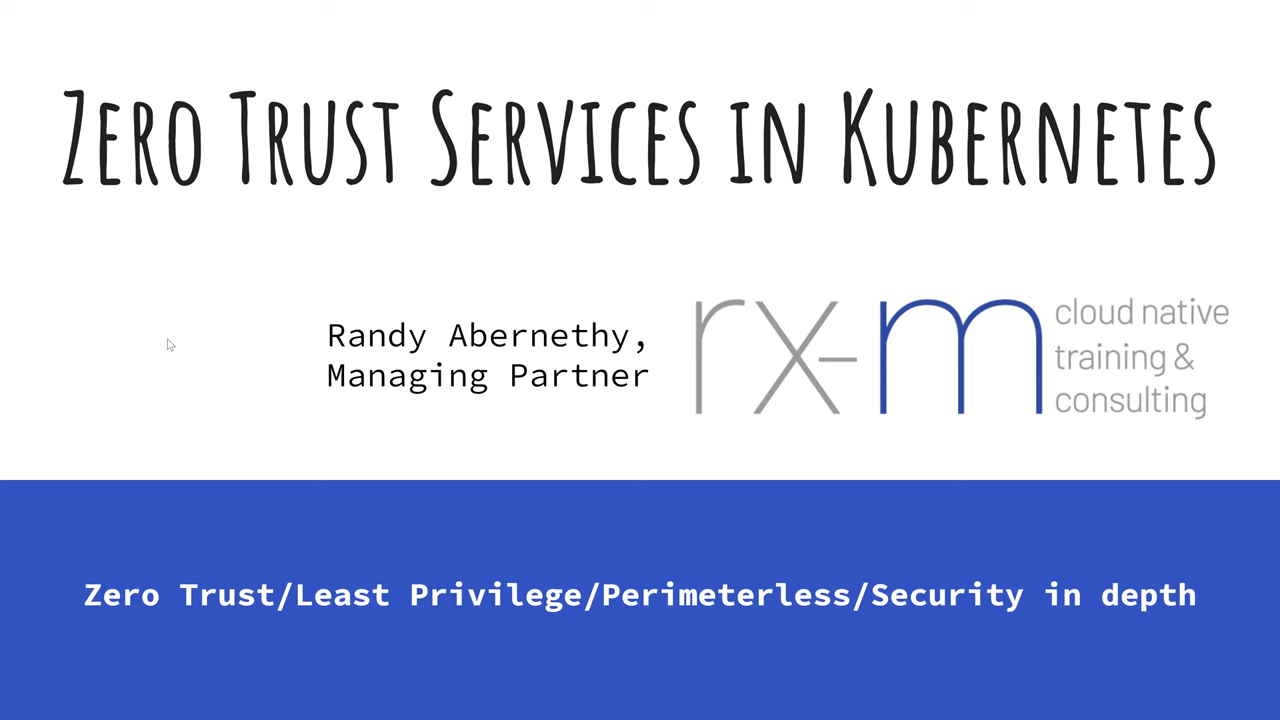 Zero Trust Services in Kubernetes
Randy Abernethy,
Managing Partner
rx-m
cloud native
training &
consulting
Zero Trust/Least Privilege/Perimeterless/Security in depth